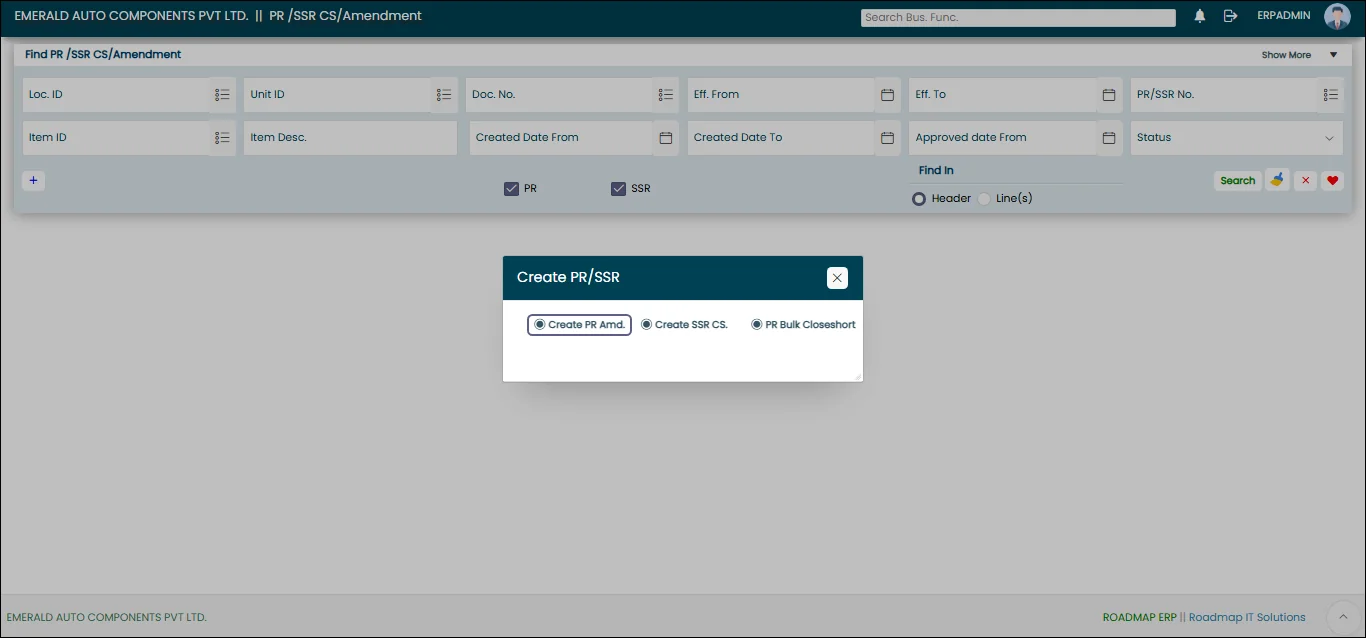 EMERALD AUTO COMPONENTS PVT LTD. || PR /SSR CS/Amendment
Search Bus. Func.
ERPADMIN
Find PR /SSR CS/Amendment
Show More
Loc. ID
Unit ID
Doc. No.
Eff. From
Eff. To
PR/SSR No.
Item ID
Item Desc.
Created Date From
Created Date To
Approved date From
Status
Find In
PR
SSR
Header
Line(s)
Search
Create PR/SSR
Create PR Amd.
Create SSR CS.
PR Bulk Closeshort
EMERALD AUTO COMPONENTS PVT LTD.
ROADMAP ERP || Roadmap IT Solutions